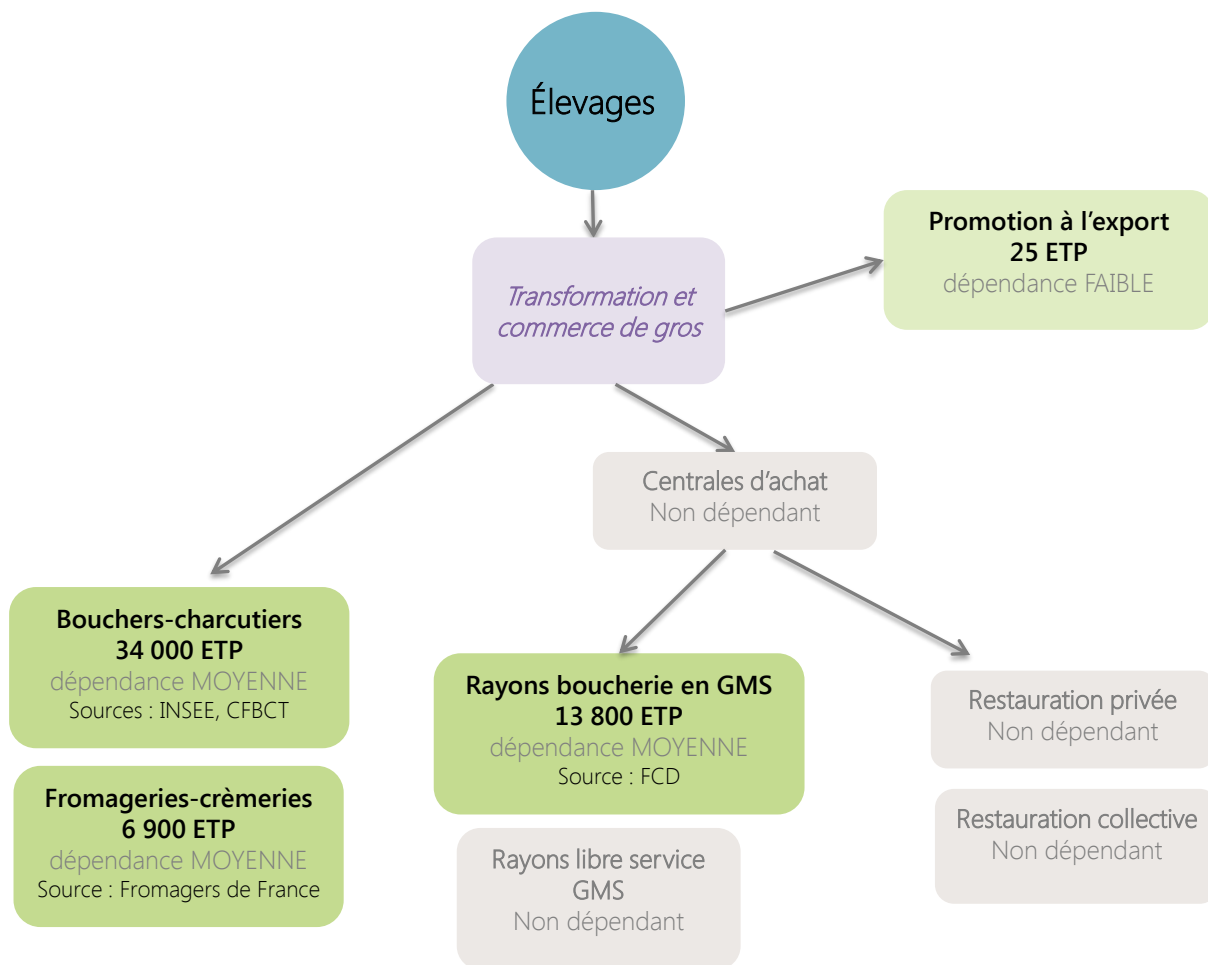 Élevages
Promotion à l'export
25 ETP
dépendance FAIBLE
Transformation et
commerce de gros
Centrales d'achat
Non dépendant
Bouchers-charcutiers
34 000 ETP
dépendance MOYENNE
Sources : INSEE, CFBCT
Fromageries-crèmeries
6 900 ETP
dépendance MOYENNE
Source : Fromagers de France
Rayons boucherie en GMS
13 800 ETP
dépendance MOYENNE
Source : FCD
Rayons libre service
GMS
Non dépendant
Restauration privée
Non dépendant
Restauration collective
Non dépendant